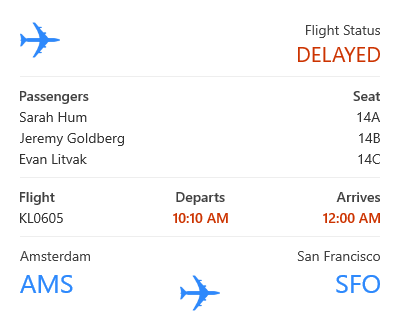 Flight Status
DELAYED
Passengers Seat
Sarah Hum 14A
Jeremy Goldberg 14B
Evan Litvak 14C
Flight Departs Arrives
KL0605 10:10 AM 12:00 AM
Amsterdam San Francisco
AMS SFO